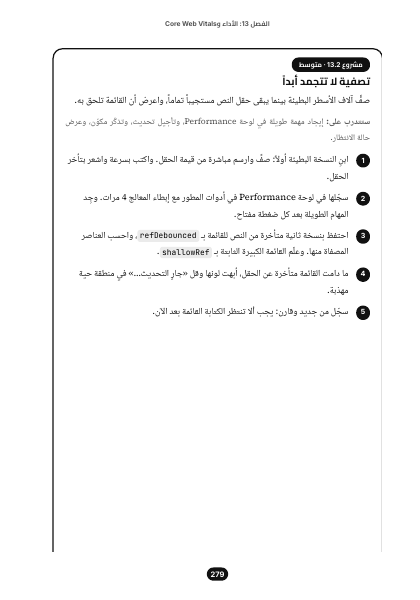 الفصل 13: الأداء وCore Web Vitals
مشروع 13.2 · متوسط
تصفية لا تتجمد أبداً
صفِّ آلاف الأسطر البطيئة بينما يبقى حقل النص مستجيباً تماماً، واعرض أن القائمة تلحق به.
ستتدرب على: إيجاد مهمة طويلة في لوحة Performance، وتأجيل تحديث، وتذكّر مكوّن، وعرض
حالة الانتظار.
1 ابنِ النسخة البطيئة أولاً: صفِّ وارسم مباشرة من قيمة الحقل. واكتب بسرعة واشعر بتأخر
الحقل.
2 سجّلها في لوحة Performance في أدوات المطور مع إبطاء المعالج 4 مرات. وجِد
المهام الطويلة بعد كل ضغطة مفتاح.
3 احتفظ بنسخة ثانية متأخرة من النص للقائمة بـ refDebounced، واحسب العناصر
المصفاة منها. وعلّم القائمة الكبيرة الثابتة بـ shallowRef.
4 ما دامت القائمة متأخرة عن الحقل، أبهت لونها وقل «جارٍ التحديث…» في منطقة حية
مهذبة.
5 سجّل من جديد وقارن: يجب ألا تنتظر الكتابة القائمة بعد الآن.
279